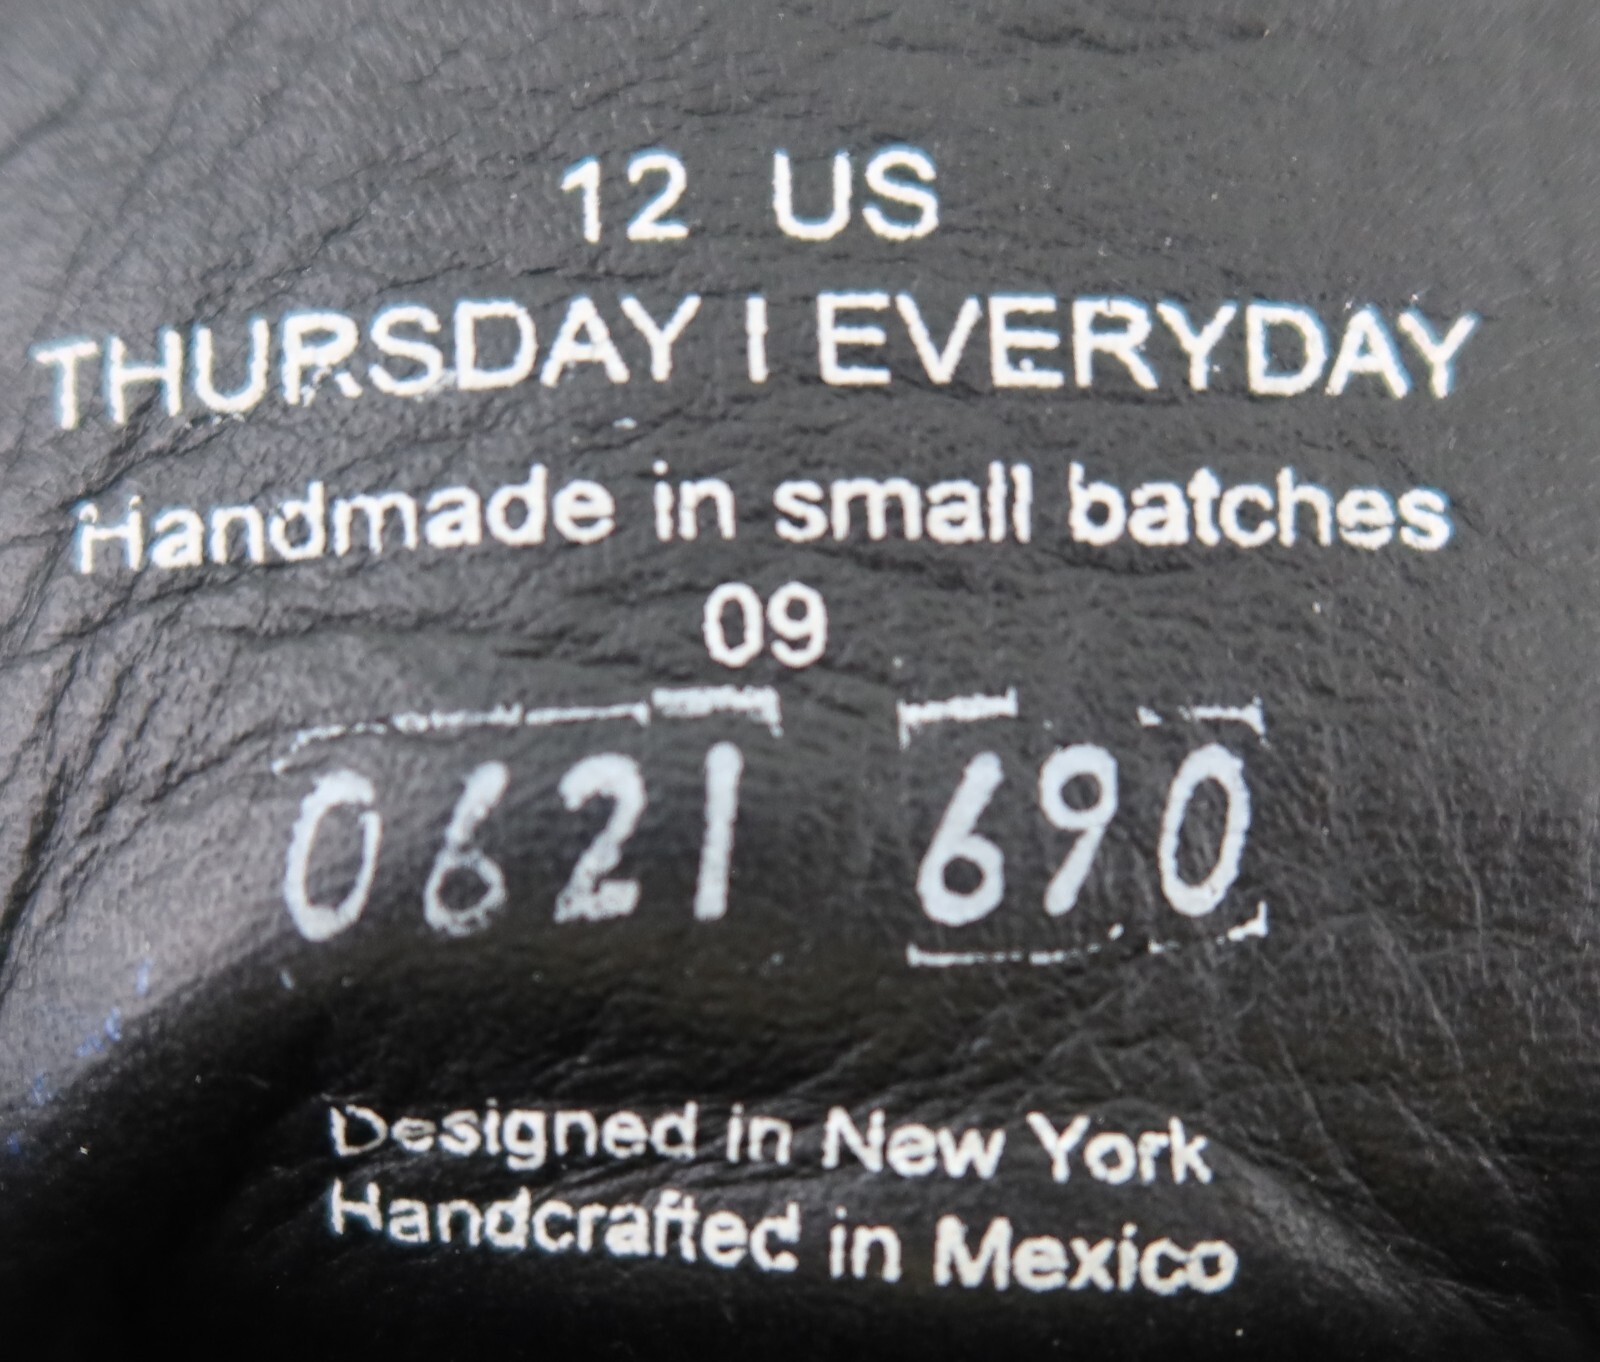 12 US
THURSDAY | EVERYDAY
Handmade in small batches
09
0621 690
Designed in New York
Handcrafted in Mexico